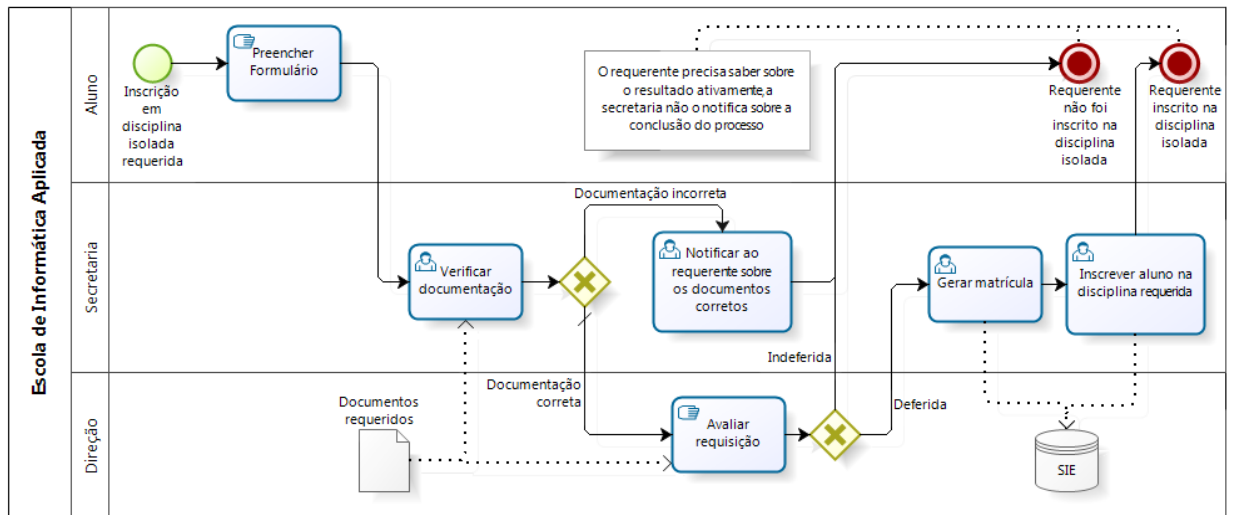 Escola de Informática Aplicada
Aluno
Inscrição
em
disciplina
isolada
requerida
Preencher
Formulário
O requerente precisa saber sobre
o resultado ativamente, a
secretaria não o notifica sobre a
conclusão do processo
Requerente
não foi
inscrito na
disciplina
isolada
Requerente
inscrito na
disciplina
isolada
Secretaria
Verificar
documentação
Documentação incorreta
Notificar ao
requerente sobre
os documentos
corretos
Gerar matrícula
Inscrever aluno na
disciplina requerida
Indeferida
Direção
Documentos
requeridos
Documentação
correta
Avaliar
requisição
Deferida
SIE